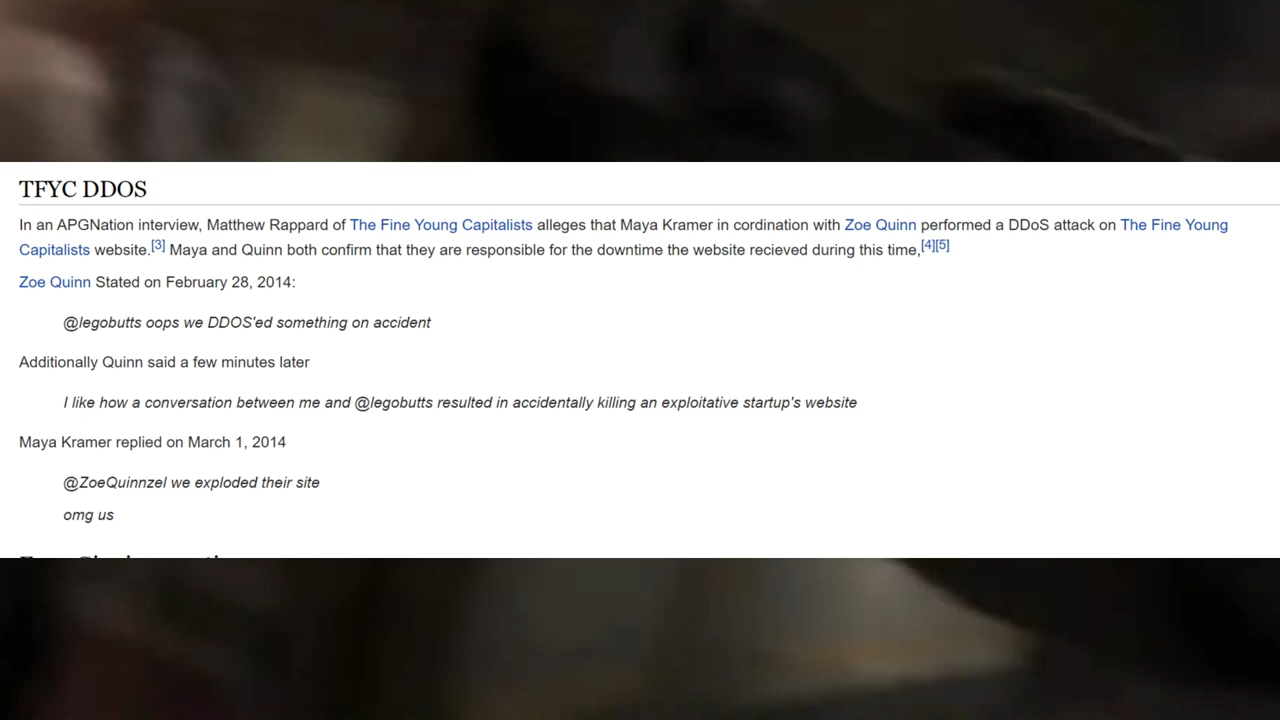 TFYC DDOS
In an APGNation interview, Matthew Rappard of The Fine Young Capitalists alleges that Maya Kramer in cordination with Zoe Quinn performed a DDoS attack on The Fine Young
Capitalists website.[3] Maya and Quinn both confirm that they are responsible for the downtime the website recieved during this time,[4][5]
Zoe Quinn Stated on February 28, 2014:
@legobutts oops we DDOS'ed something on accident
Additionally Quinn said a few minutes later
I like how a conversation between me and @legobutts resulted in accidentally killing an exploitative startup's website
Maya Kramer replied on March 1, 2014
@ZoeQuinnzel we exploded their site
omg us